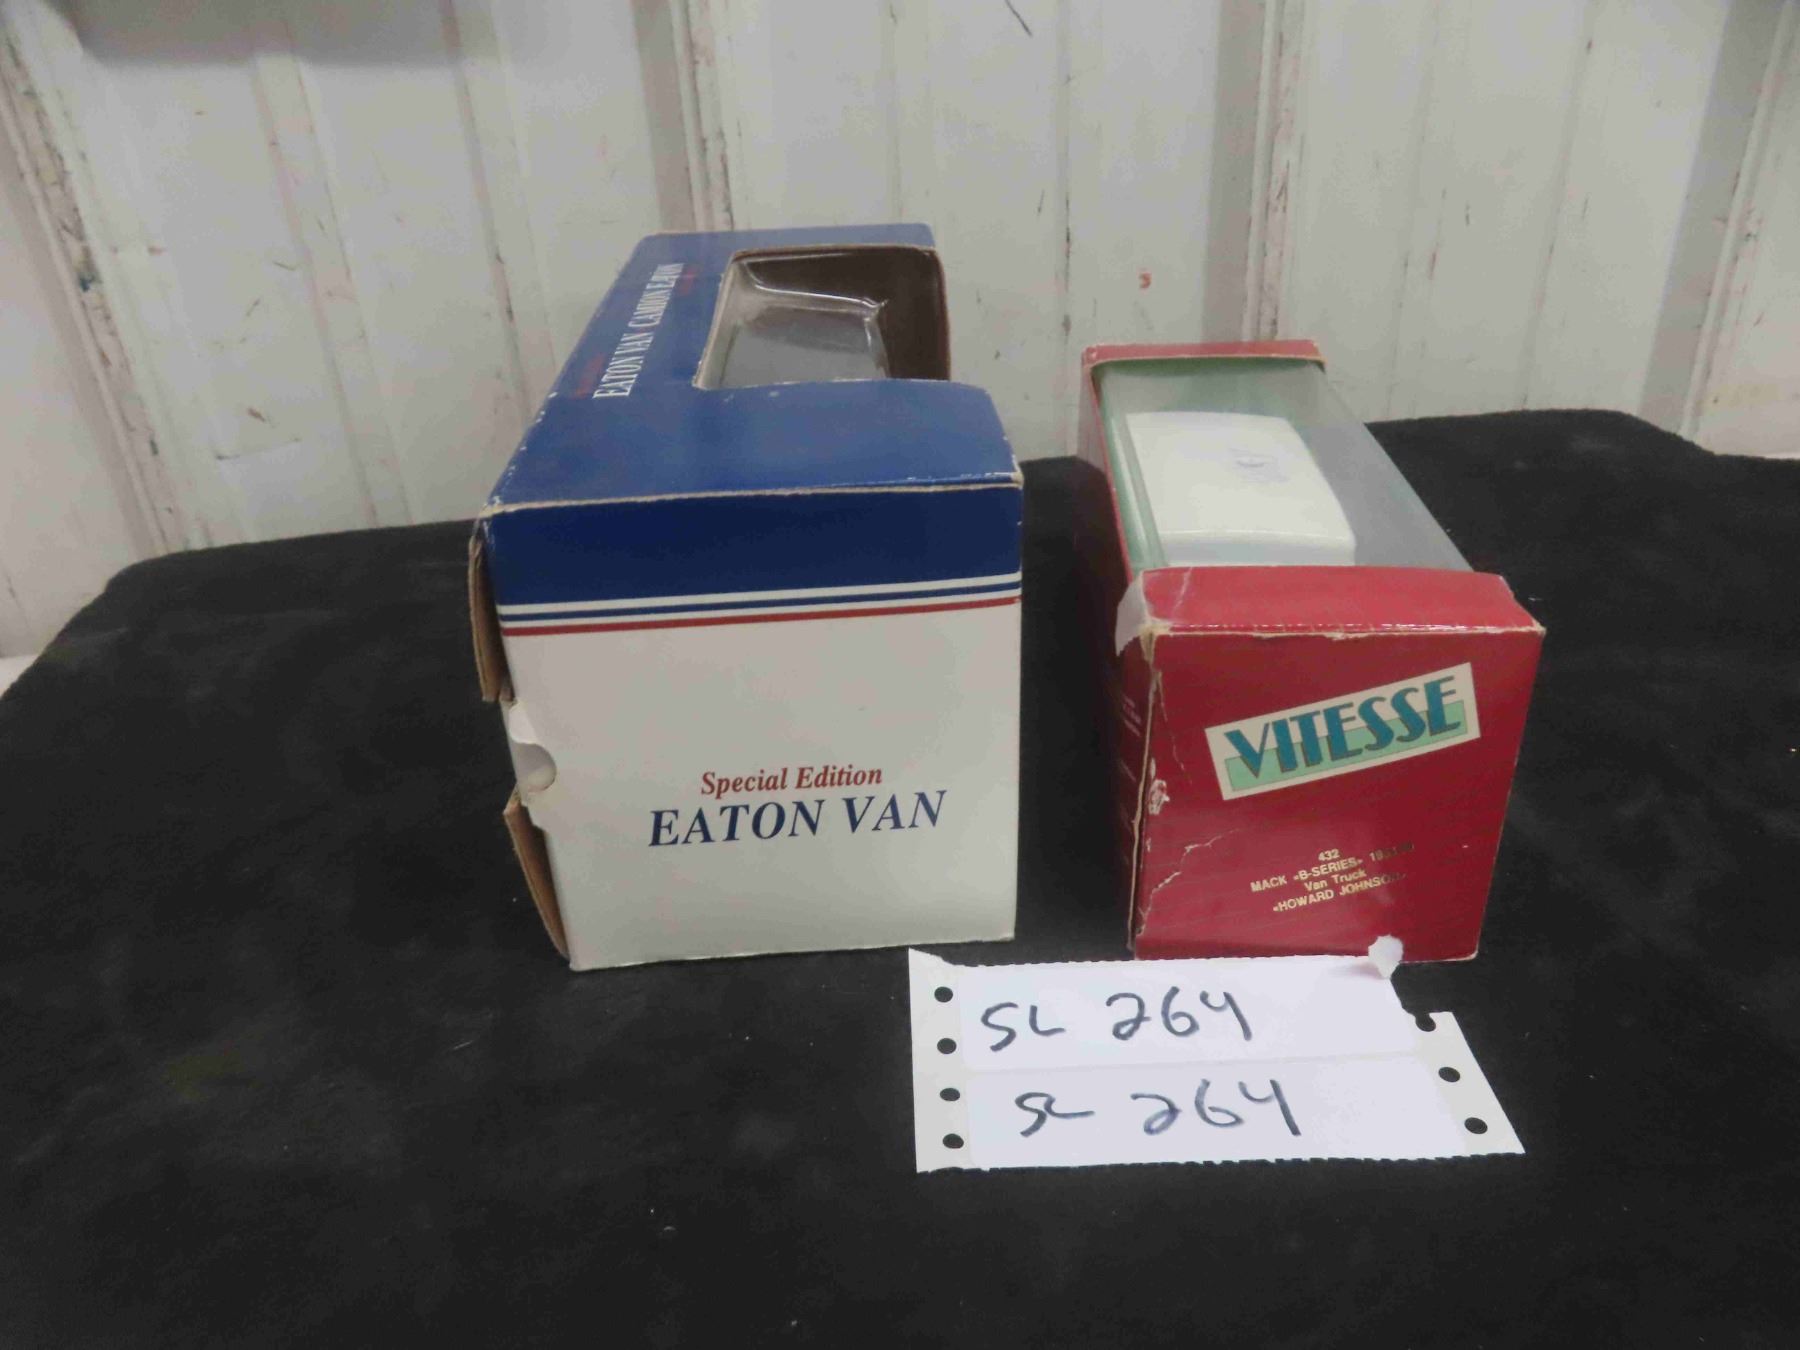 EATON VAN CAMION EATON
Special Edition
EATON VAN
VITESSE
432
MACK «B-SERIES»
Van Truck
«HOWARD JOHNSON»
SL 264
SL 264